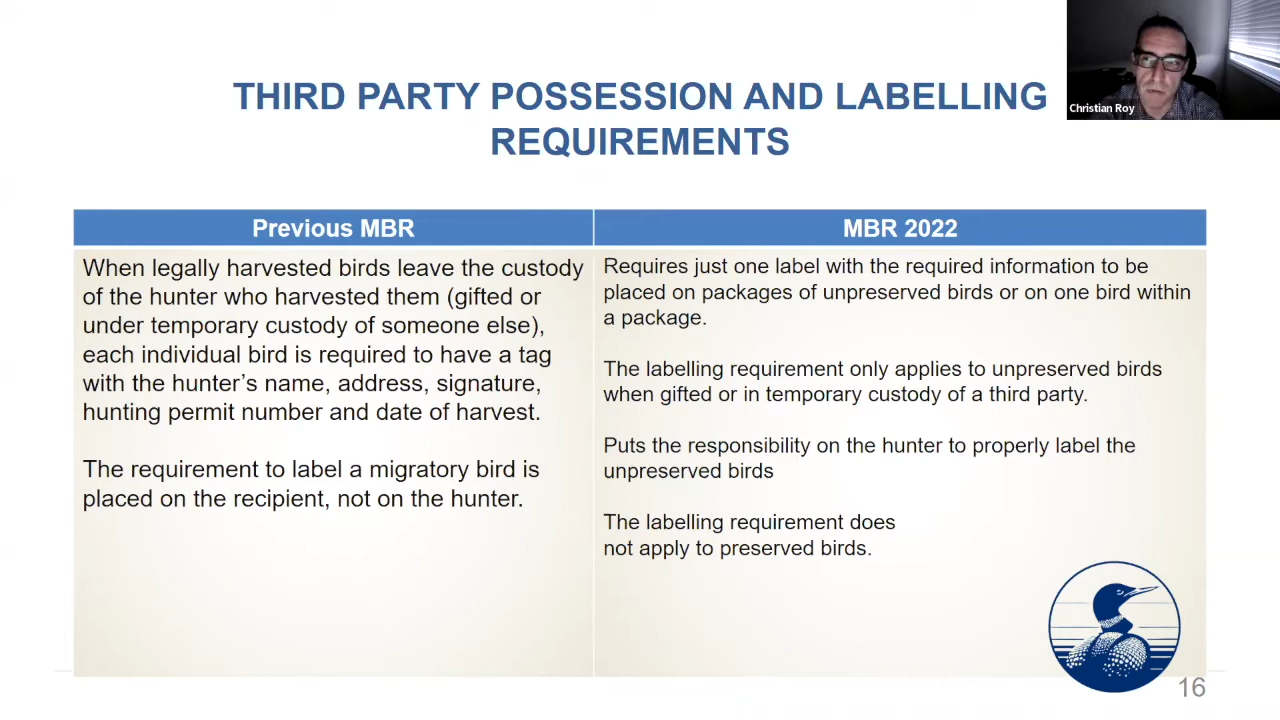 THIRD PARTY POSSESSION AND LABELLING
REQUIREMENTS
Christian Roy
Previous MBR
When legally harvested birds leave the custody
of the hunter who harvested them (gifted or
under temporary custody of someone else),
each individual bird is required to have a tag
with the hunter’s name, address, signature,
hunting permit number and date of harvest.
The requirement to label a migratory bird is
placed on the recipient, not on the hunter.
MBR 2022
Requires just one label with the required information to be
placed on packages of unpreserved birds or on one bird within
a package.
The labelling requirement only applies to unpreserved birds
when gifted or in temporary custody of a third party.
Puts the responsibility on the hunter to properly label the
unpreserved birds
The labelling requirement does
not apply to preserved birds.
16